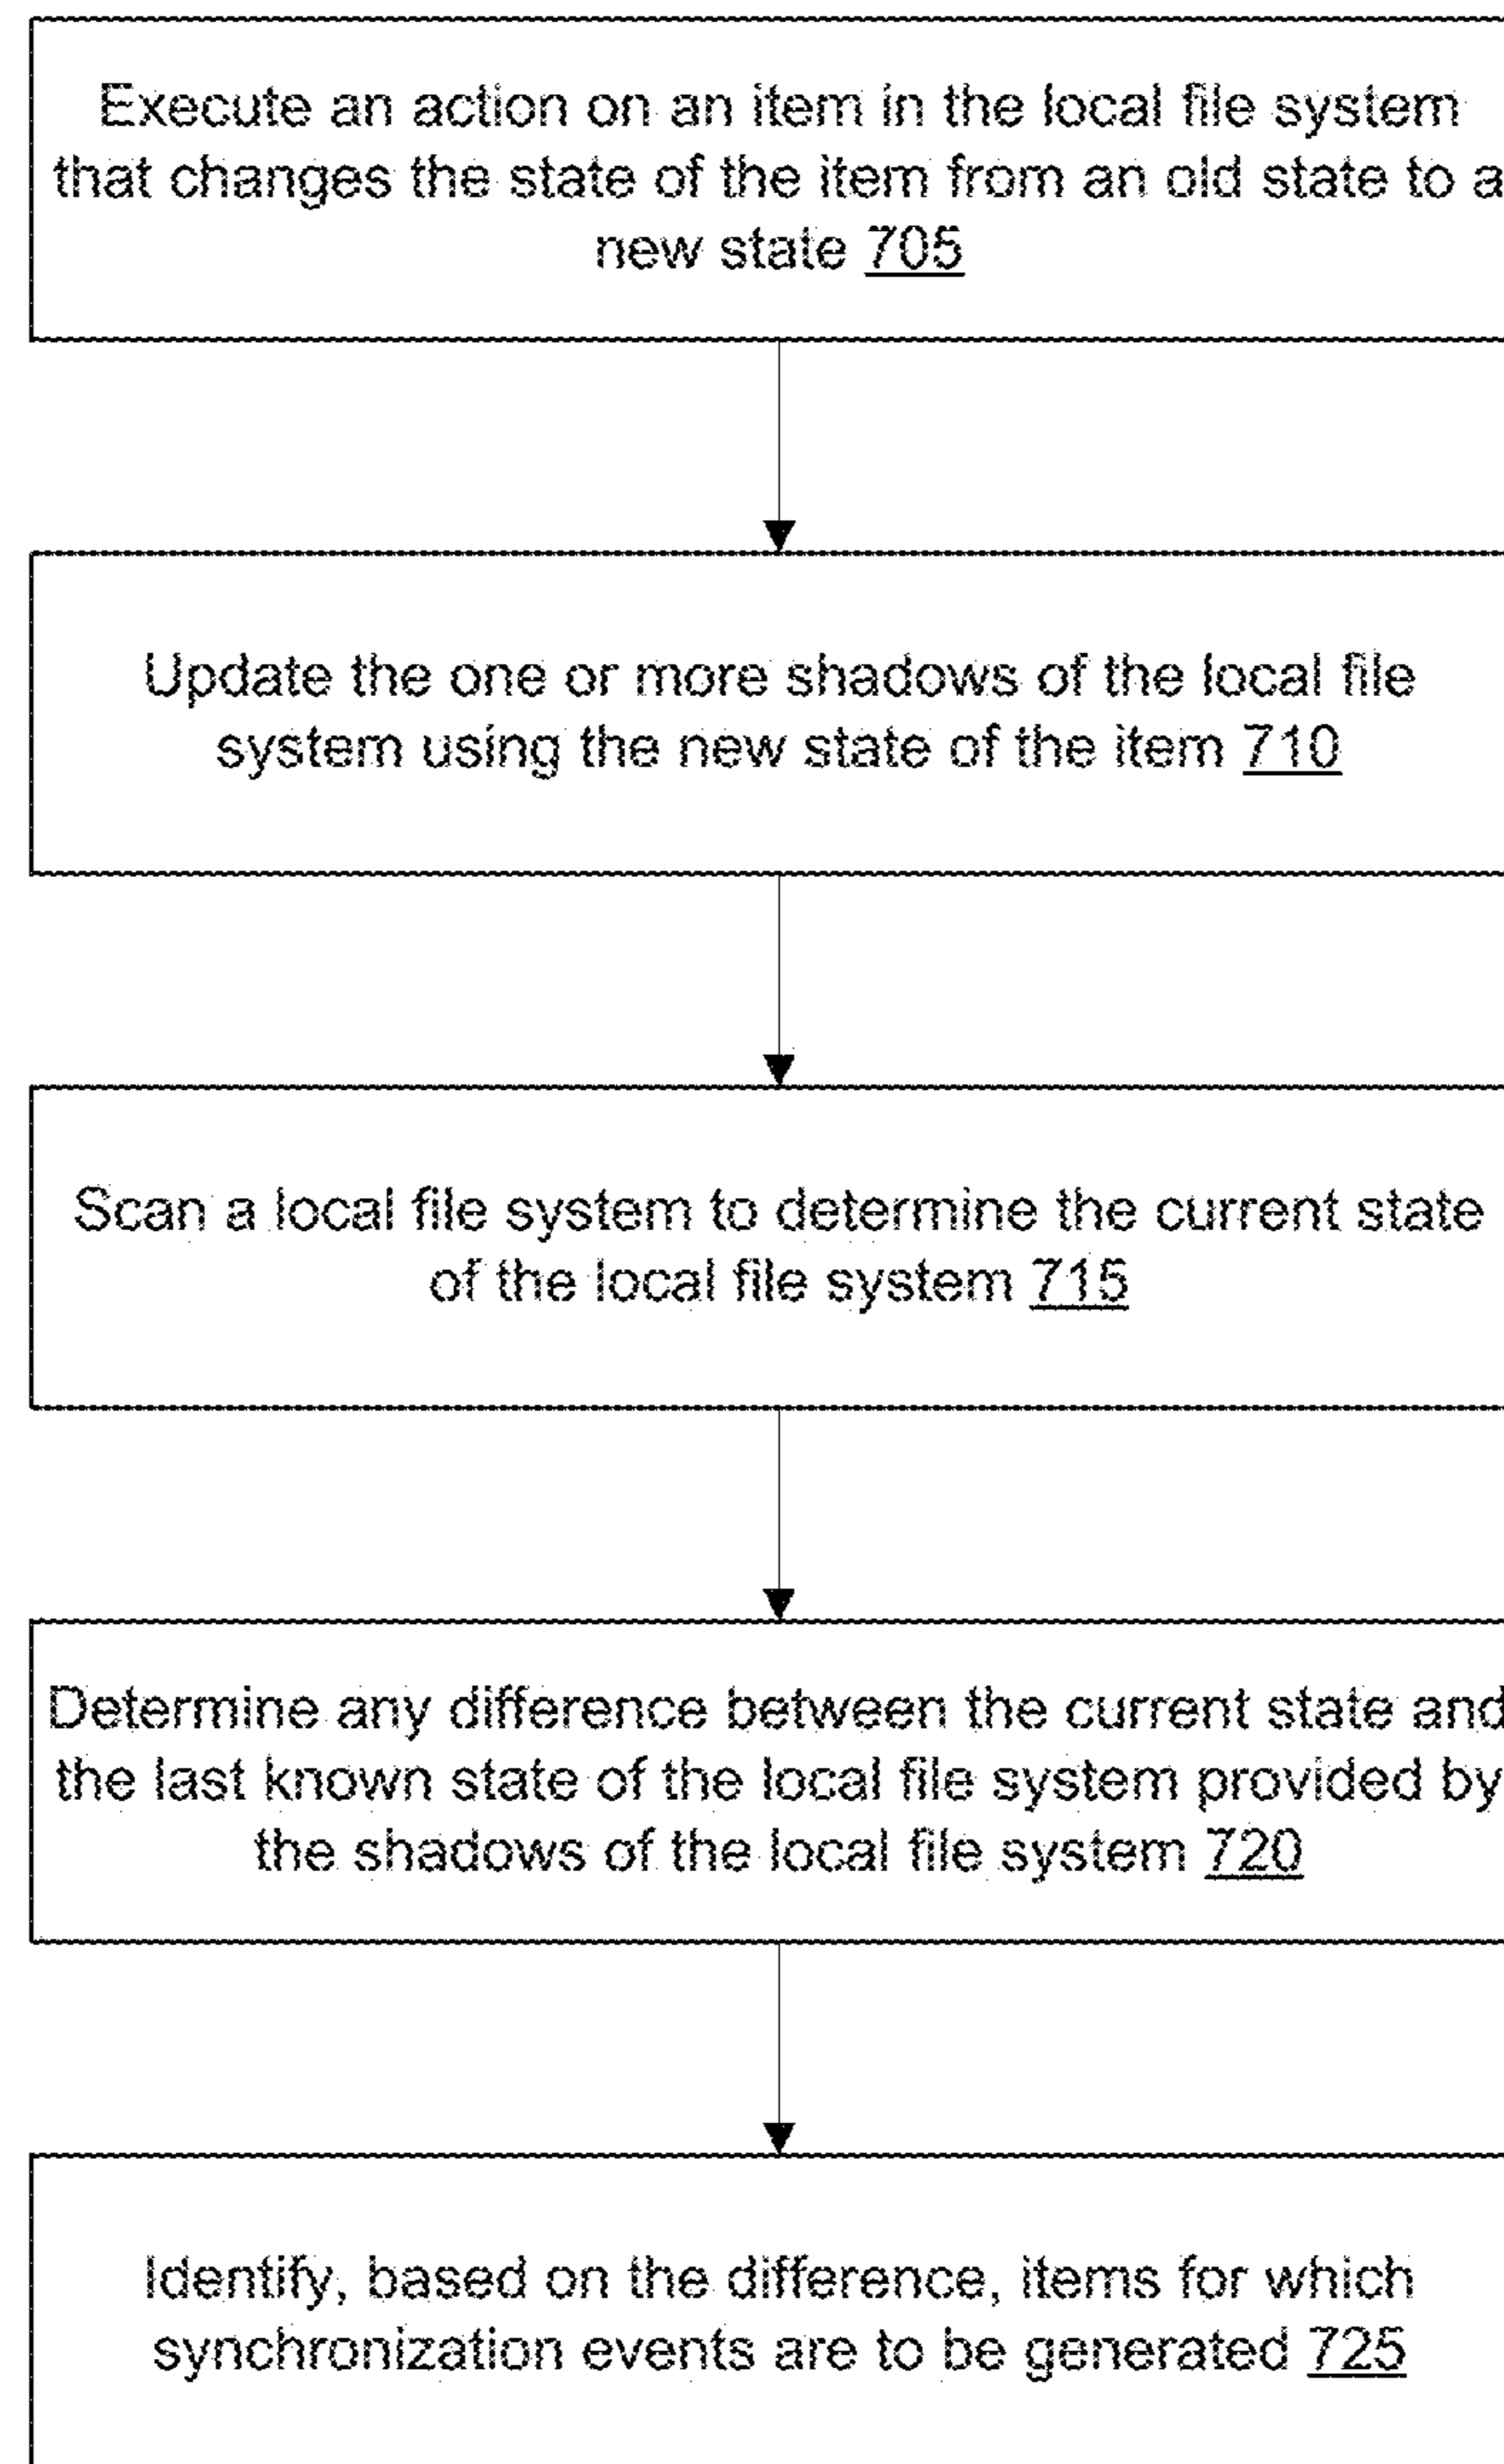 Execute an action on an item in the local file system
that changes the state of the item from an old state to a
new state 705
Update the one or more shadows of the local file
system using the new state of the item 710
Scan a local file system to determine the current state
of the local file system 715
Determine any difference between the current state and
the last known state of the local file system provided by
the shadows of the local file system 720
Identify, based on the difference, items for which
synchronization events are to be generated 725